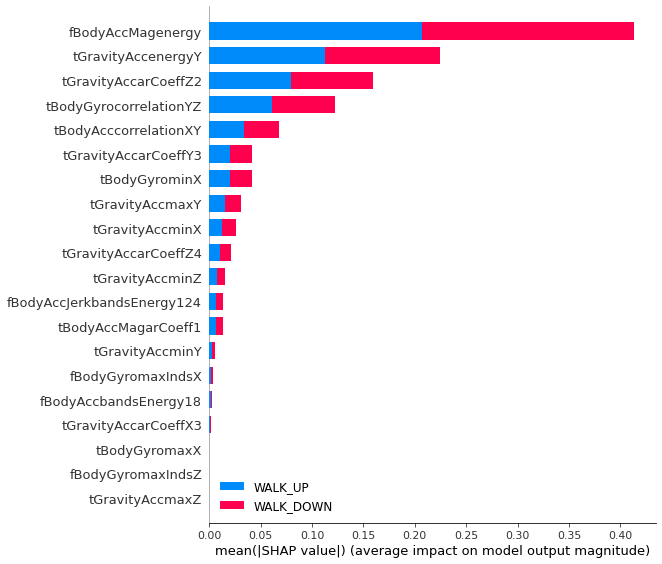 fBodyAccMagenergy
tGravityAccenergyY
tGravityAccarCoeffZ2
tBodyGyrocorrelationYZ
tBodyAcccorrelationXY
tGravityAccarCoeffY3
tBodyGyrominX
tGravityAccmaxY
tGravityAccminX
tGravityAccarCoeffZ4
tGravityAccminZ
fBodyAccJerkbandsEnergy124
tBodyAccMagarCoeff1
tGravityAccminY
fBodyGyromaxIndsX
fBodyAccbandsEnergy18
tGravityAccarCoeffX3
tBodyGyromaxX
fBodyGyromaxIndsZ
tGravityAccmaxZ
WALK_UP
WALK_DOWN
0.00 0.05 0.10 0.15 0.20 0.25 0.30 0.35 0.40
mean(|SHAP value|) (average impact on model output magnitude)